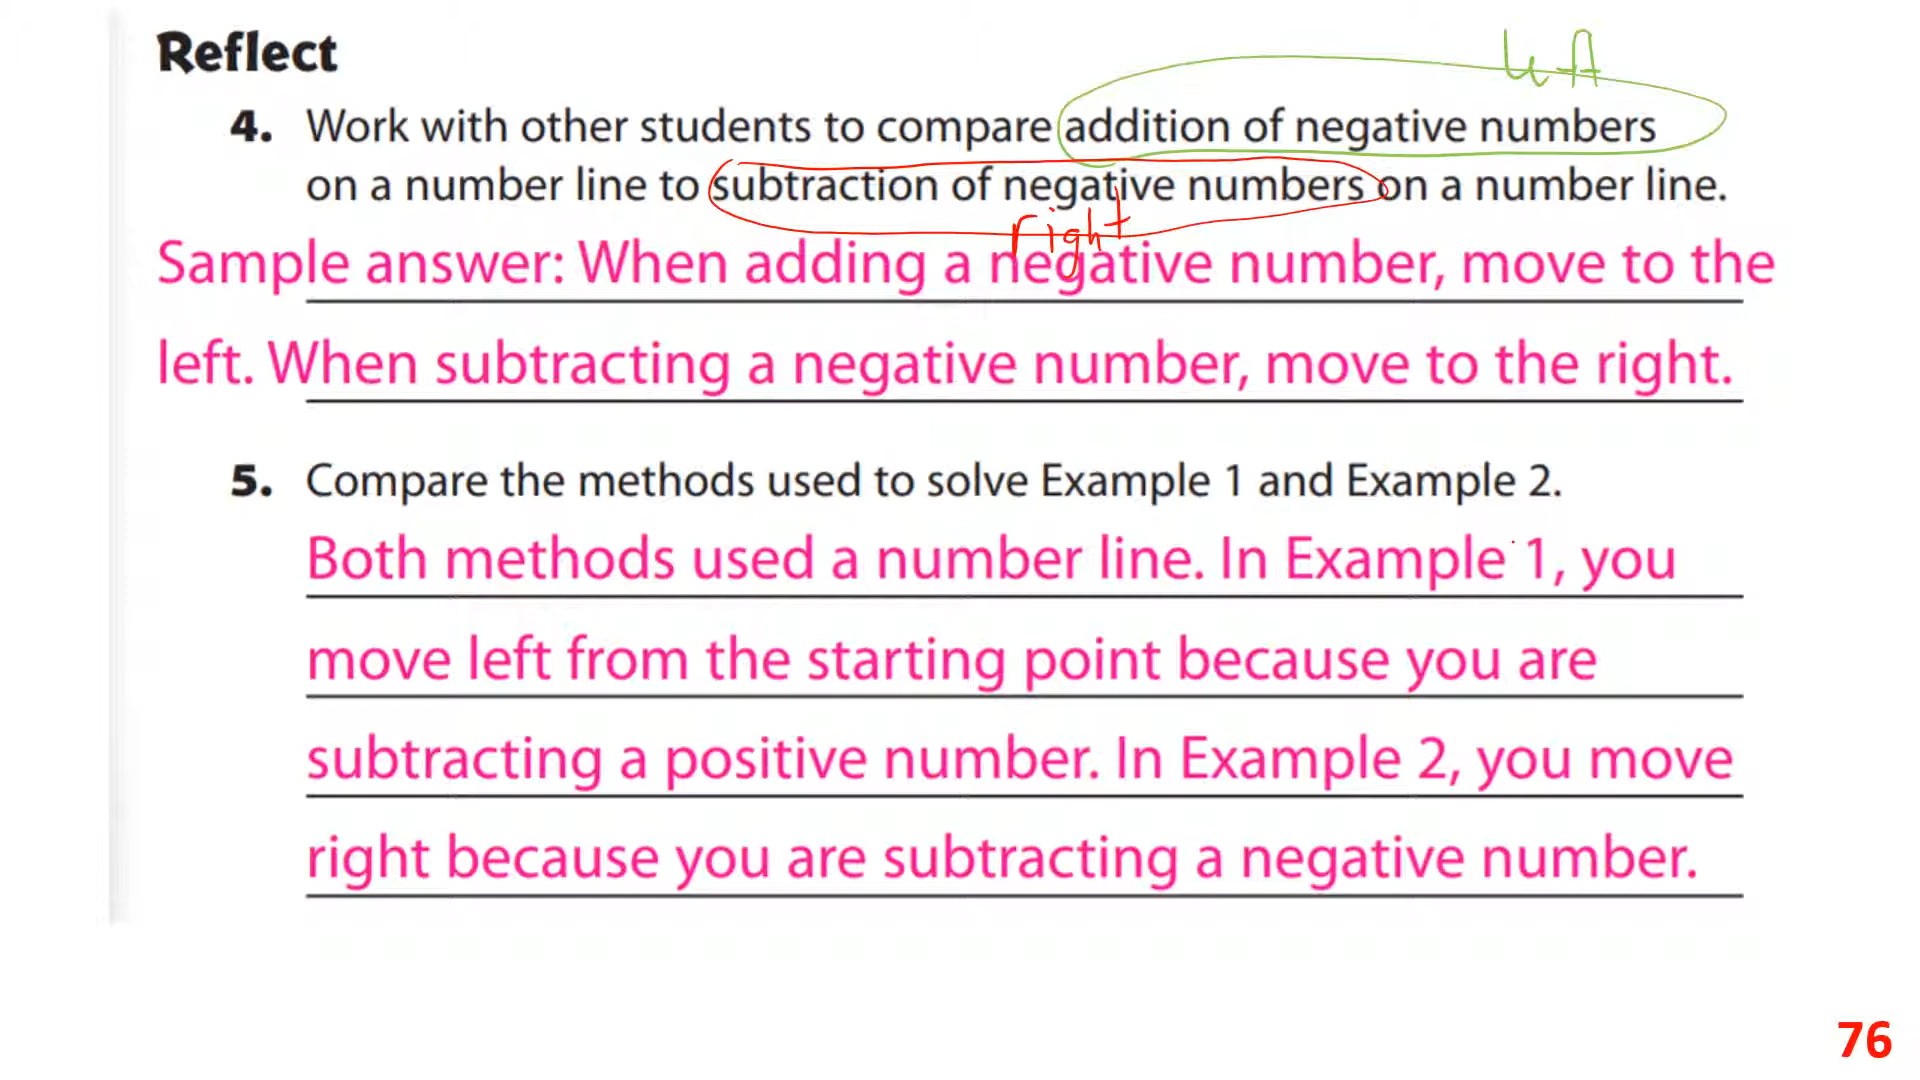 Reflect
left
4. Work with other students to compare addition of negative numbers
on a number line to subtraction of negative numbers on a number line.
right
Sample answer: When adding a negative number, move to the
left. When subtracting a negative number, move to the right.
5. Compare the methods used to solve Example 1 and Example 2.
Both methods used a number line. In Example 1, you
move left from the starting point because you are
subtracting a positive number. In Example 2, you move
right because you are subtracting a negative number.
76